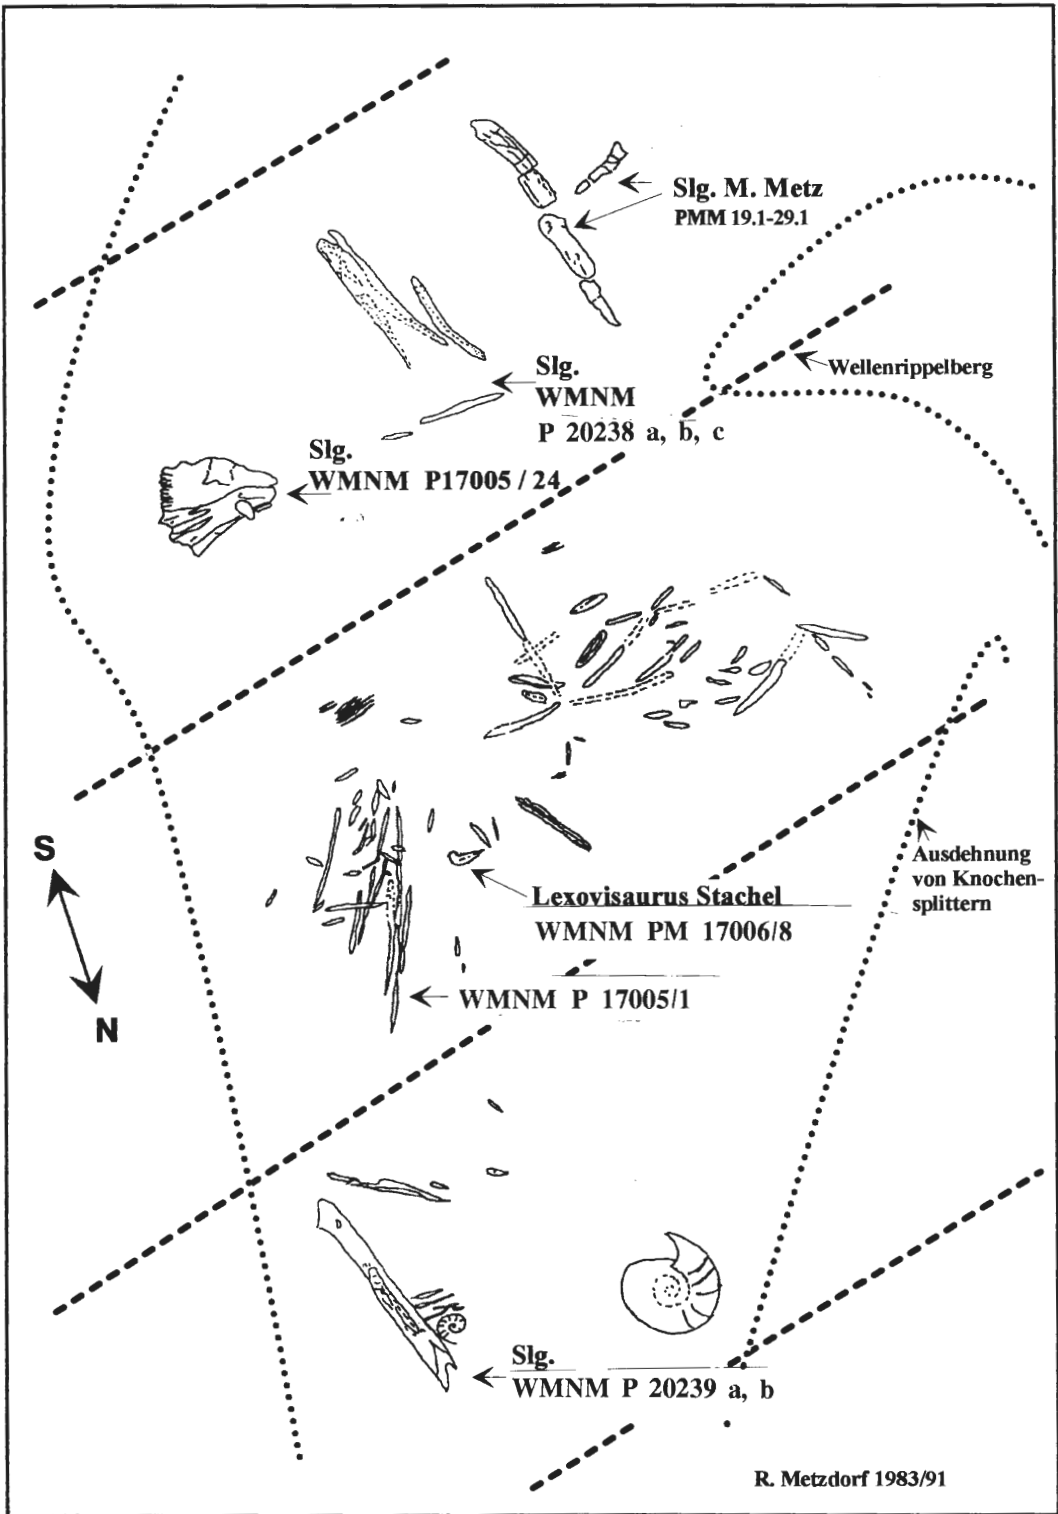 Slg. M. Metz
PMM 19.1-29.1
Wellenrippelberg
Slg.
WMNM
P 20238 a, b, c
Slg.
WMNM P17005 / 24
S
N
Ausdehnung
von Knochen-
splittern
Lexovisaurus Stachel
WMNM PM 17006/8
WMNM P 17005/1
Slg.
WMNM P 20239 a, b
R. Metzdorf 1983/91